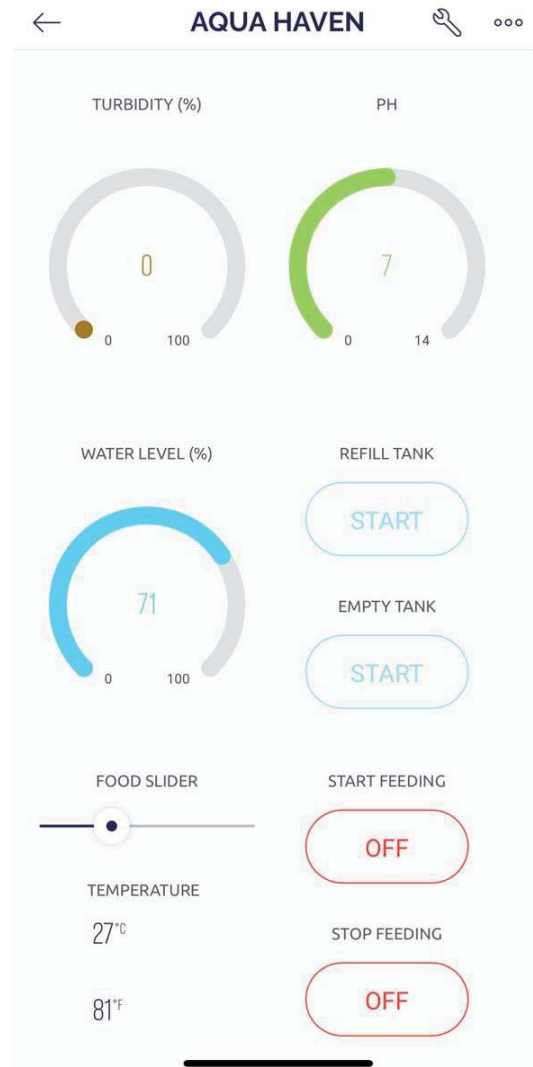 AQUA HAVEN
TURBIDITY (%)
PH
0
7
0 100
0 14
WATER LEVEL (%)
REFILL TANK
START
71
EMPTY TANK
START
0 100
FOOD SLIDER
START FEEDING
OFF
TEMPERATURE
27°C
STOP FEEDING
81°F
OFF